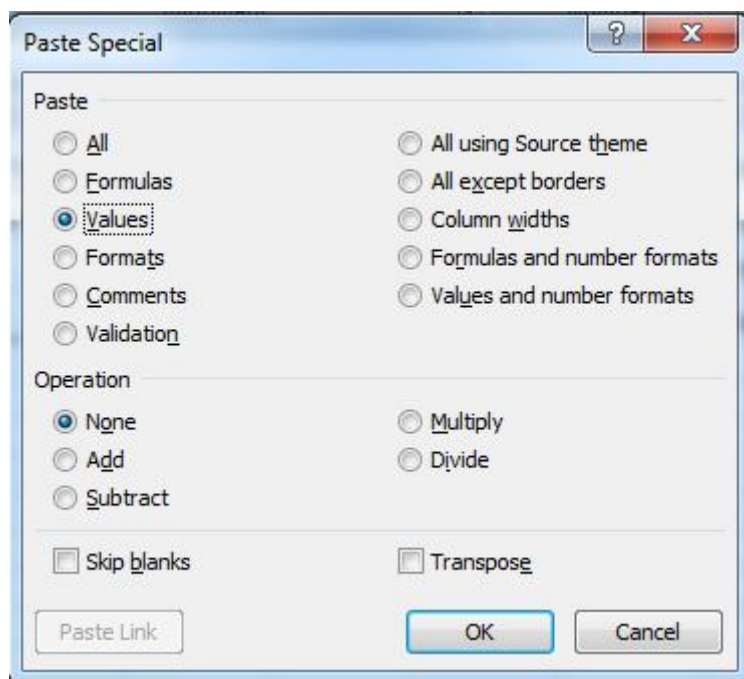 Paste Special
Paste
All
All using Source theme
Formulas
All except borders
Values
Column widths
Formats
Formulas and number formats
Comments
Values and number formats
Validation
Operation
None
Multiply
Add
Divide
Subtract
Skip blanks
Transpose
Paste Link
OK
Cancel